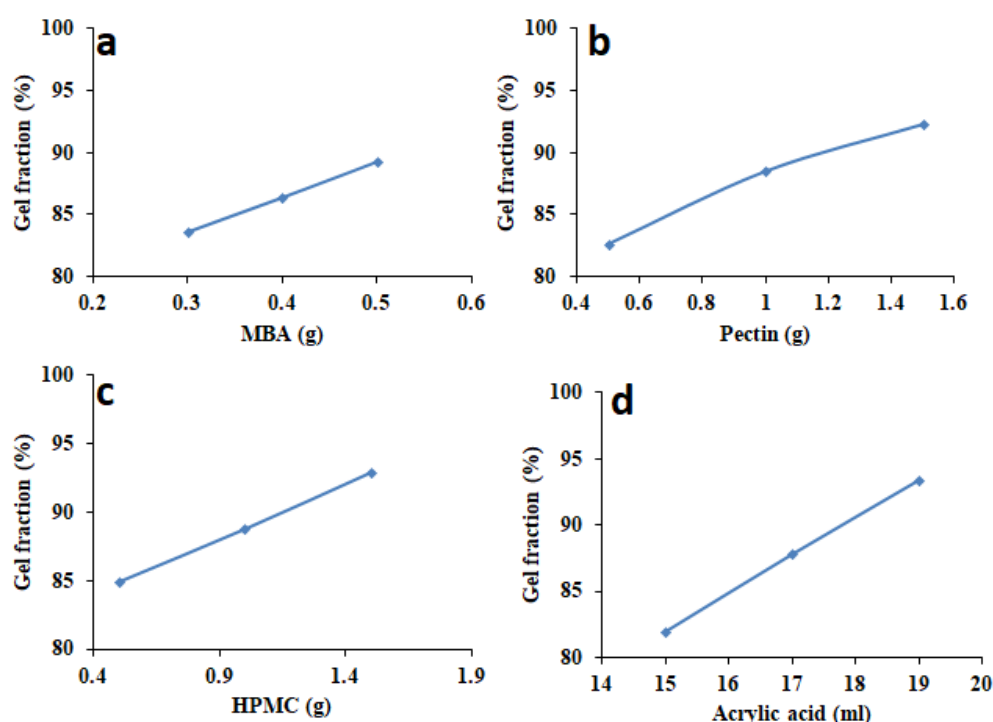 a
Gel fraction (%)
100
95
90
85
80
0.2 0.3 0.4 0.5 0.6
MBA (g)
b
Gel fraction (%)
100
95
90
85
80
0.4 0.6 0.8 1 1.2 1.4 1.6
Pectin (g)
c
Gel fraction (%)
100
95
90
85
80
0.4 0.9 1.4 1.9
HPMC (g)
d
Gel fraction (%)
100
95
90
85
80
14 15 16 17 18 19 20
Acrylic acid (ml)